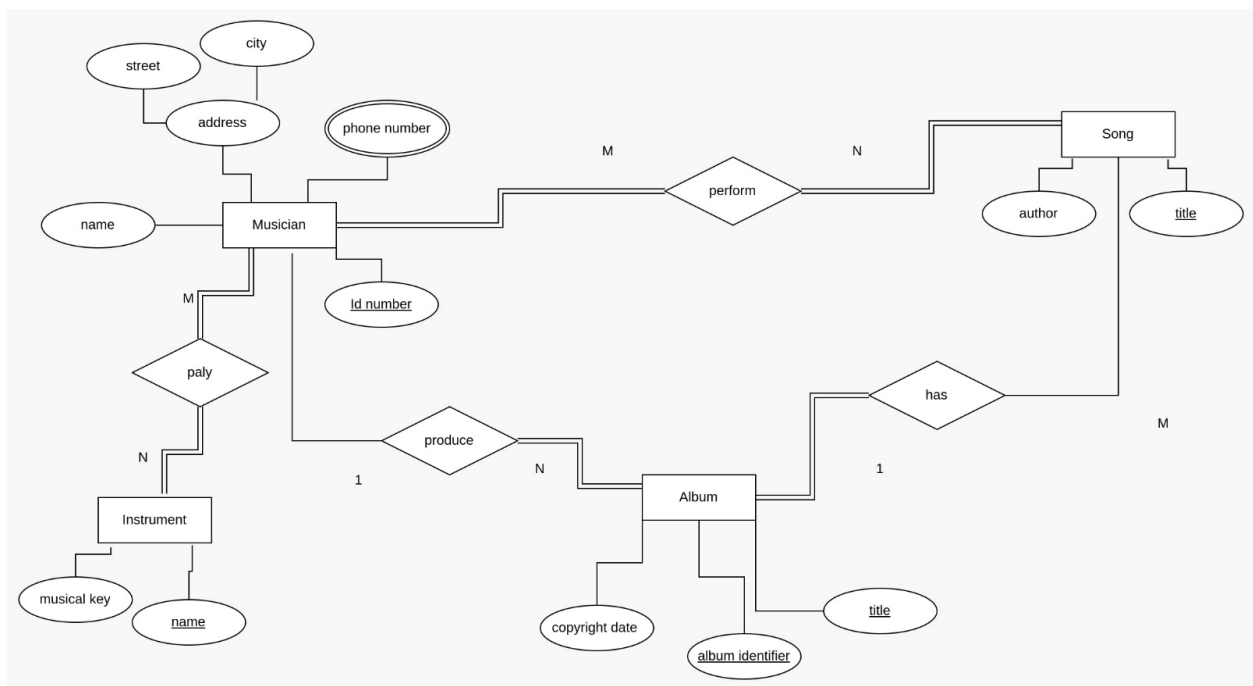 city
street
address
phone number
M
N
Song
perform
name
Musician
author
title
Id number
M
paly
has
produce
M
N
N
1
1
Album
Instrument
musical key
name
copyright date
title
album identifier